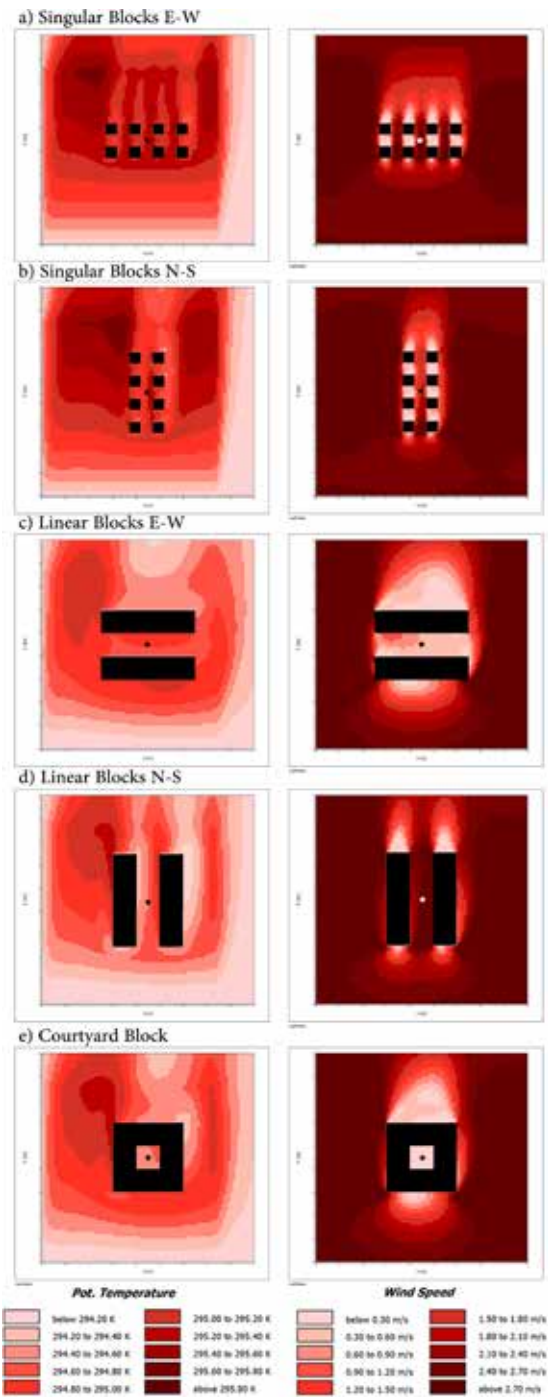 a) Singular Blocks E-W
b) Singular Blocks N-S
c) Linear Blocks E-W
d) Linear Blocks N-S
e) Courtyard Block
Pot. Temperature
below 294.20 K
294.20 to 294.40 K
294.40 to 294.60 K
294.60 to 294.80 K
294.80 to 295.00 K
295.00 to 295.20 K
295.20 to 295.40 K
295.40 to 295.60 K
295.60 to 295.80 K
above 295.80 K
Wind Speed
below 0.30 m/s
0.30 to 0.60 m/s
0.60 to 0.90 m/s
0.90 to 1.20 m/s
1.20 to 1.50 m/s
1.50 to 1.80 m/s
1.80 to 2.10 m/s
2.10 to 2.40 m/s
2.40 to 2.70 m/s
above 2.70 m/s